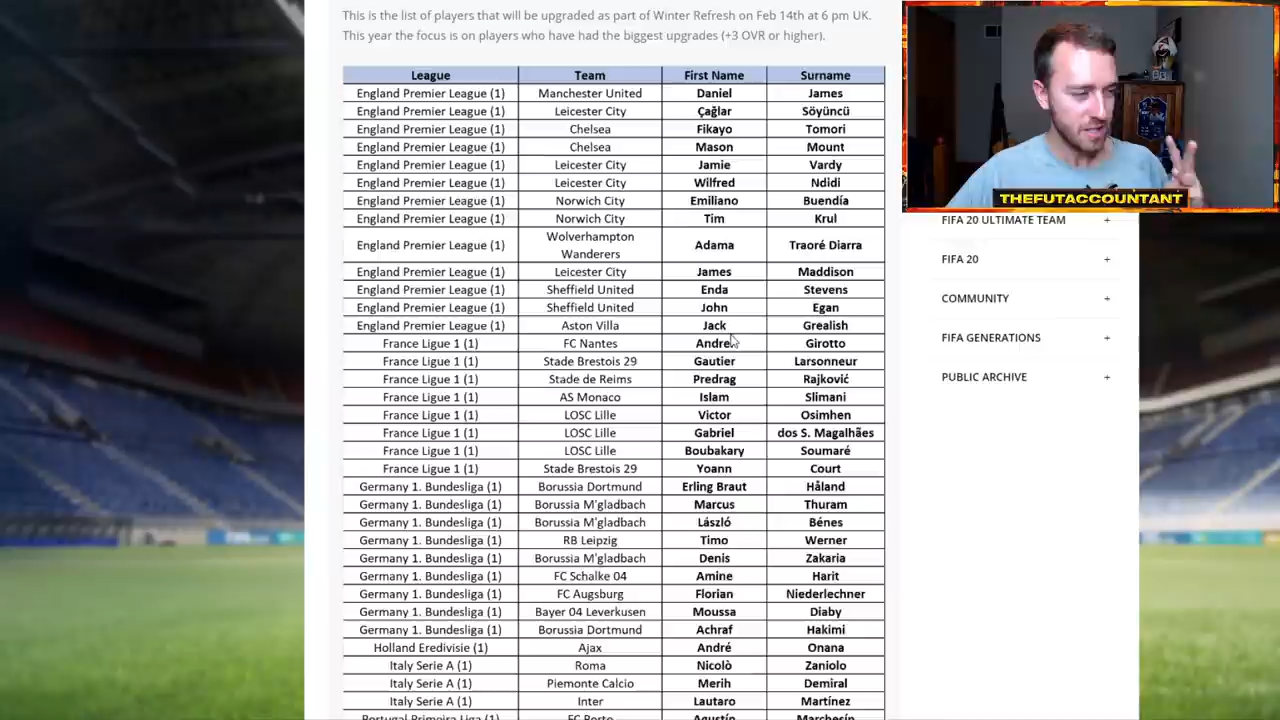 This is the list of players that will be upgraded as part of Winter Refresh on Feb 14th at 6 pm UK.
This year the focus is on players who have had the biggest upgrades (+3 OVR or higher).
League Team First Name Surname
England Premier League (1) Manchester United Daniel James
England Premier League (1) Leicester City Çağlar Söyüncü
England Premier League (1) Chelsea Fikayo Tomori
England Premier League (1) Chelsea Mason Mount
England Premier League (1) Leicester City Jamie Vardy
England Premier League (1) Leicester City Wilfred Ndidi
England Premier League (1) Norwich City Emiliano Buendía
England Premier League (1) Norwich City Tim Krul
England Premier League (1) Wolverhampton Wanderers Adama Traoré Diarra
England Premier League (1) Leicester City James Maddison
England Premier League (1) Sheffield United Enda Stevens
England Premier League (1) Sheffield United John Egan
England Premier League (1) Aston Villa Jack Grealish
France Ligue 1 (1) FC Nantes Girotto
France Ligue 1 (1) Stade Brestois 29 Gautier Larsonneur
France Ligue 1 (1) Stade de Reims Predrag Rajković
France Ligue 1 (1) AS Monaco Islam Slimani
France Ligue 1 (1) LOSC Lille Victor Osimhen
France Ligue 1 (1) LOSC Lille Gabriel dos S. Magalhães
France Ligue 1 (1) LOSC Lille Boubakary Soumaré
France Ligue 1 (1) Stade Brestois 29 Yoann Court
Germany 1. Bundesliga (1) Borussia Dortmund Erling Braut Håland
Germany 1. Bundesliga (1) Borussia M'gladbach Marcus Thuram
Germany 1. Bundesliga (1) Borussia M'gladbach László Bénes
Germany 1. Bundesliga (1) RB Leipzig Timo Werner
Germany 1. Bundesliga (1) Borussia M'gladbach Denis Zakaria
Germany 1. Bundesliga (1) FC Schalke 04 Amine Harit
Germany 1. Bundesliga (1) FC Augsburg Florian Niederlechner
Germany 1. Bundesliga (1) Bayer 04 Leverkusen Moussa Diaby
Germany 1. Bundesliga (1) Borussia Dortmund Achraf Hakimi
Holland Eredivisie (1) Ajax André Onana
Italy Serie A (1) Roma Nicolò Zaniolo
Italy Serie A (1) Piemonte Calcio Merih Demiral
Italy Serie A (1) Inter Lautaro Martínez
Portugal Primeira Liga (1) FC Porto Agustín Marchesín
THEFUTACCOUNTANT
FIFA 20 ULTIMATE TEAM +
FIFA 20 +
COMMUNITY +
FIFA GENERATIONS +
PUBLIC ARCHIVE +